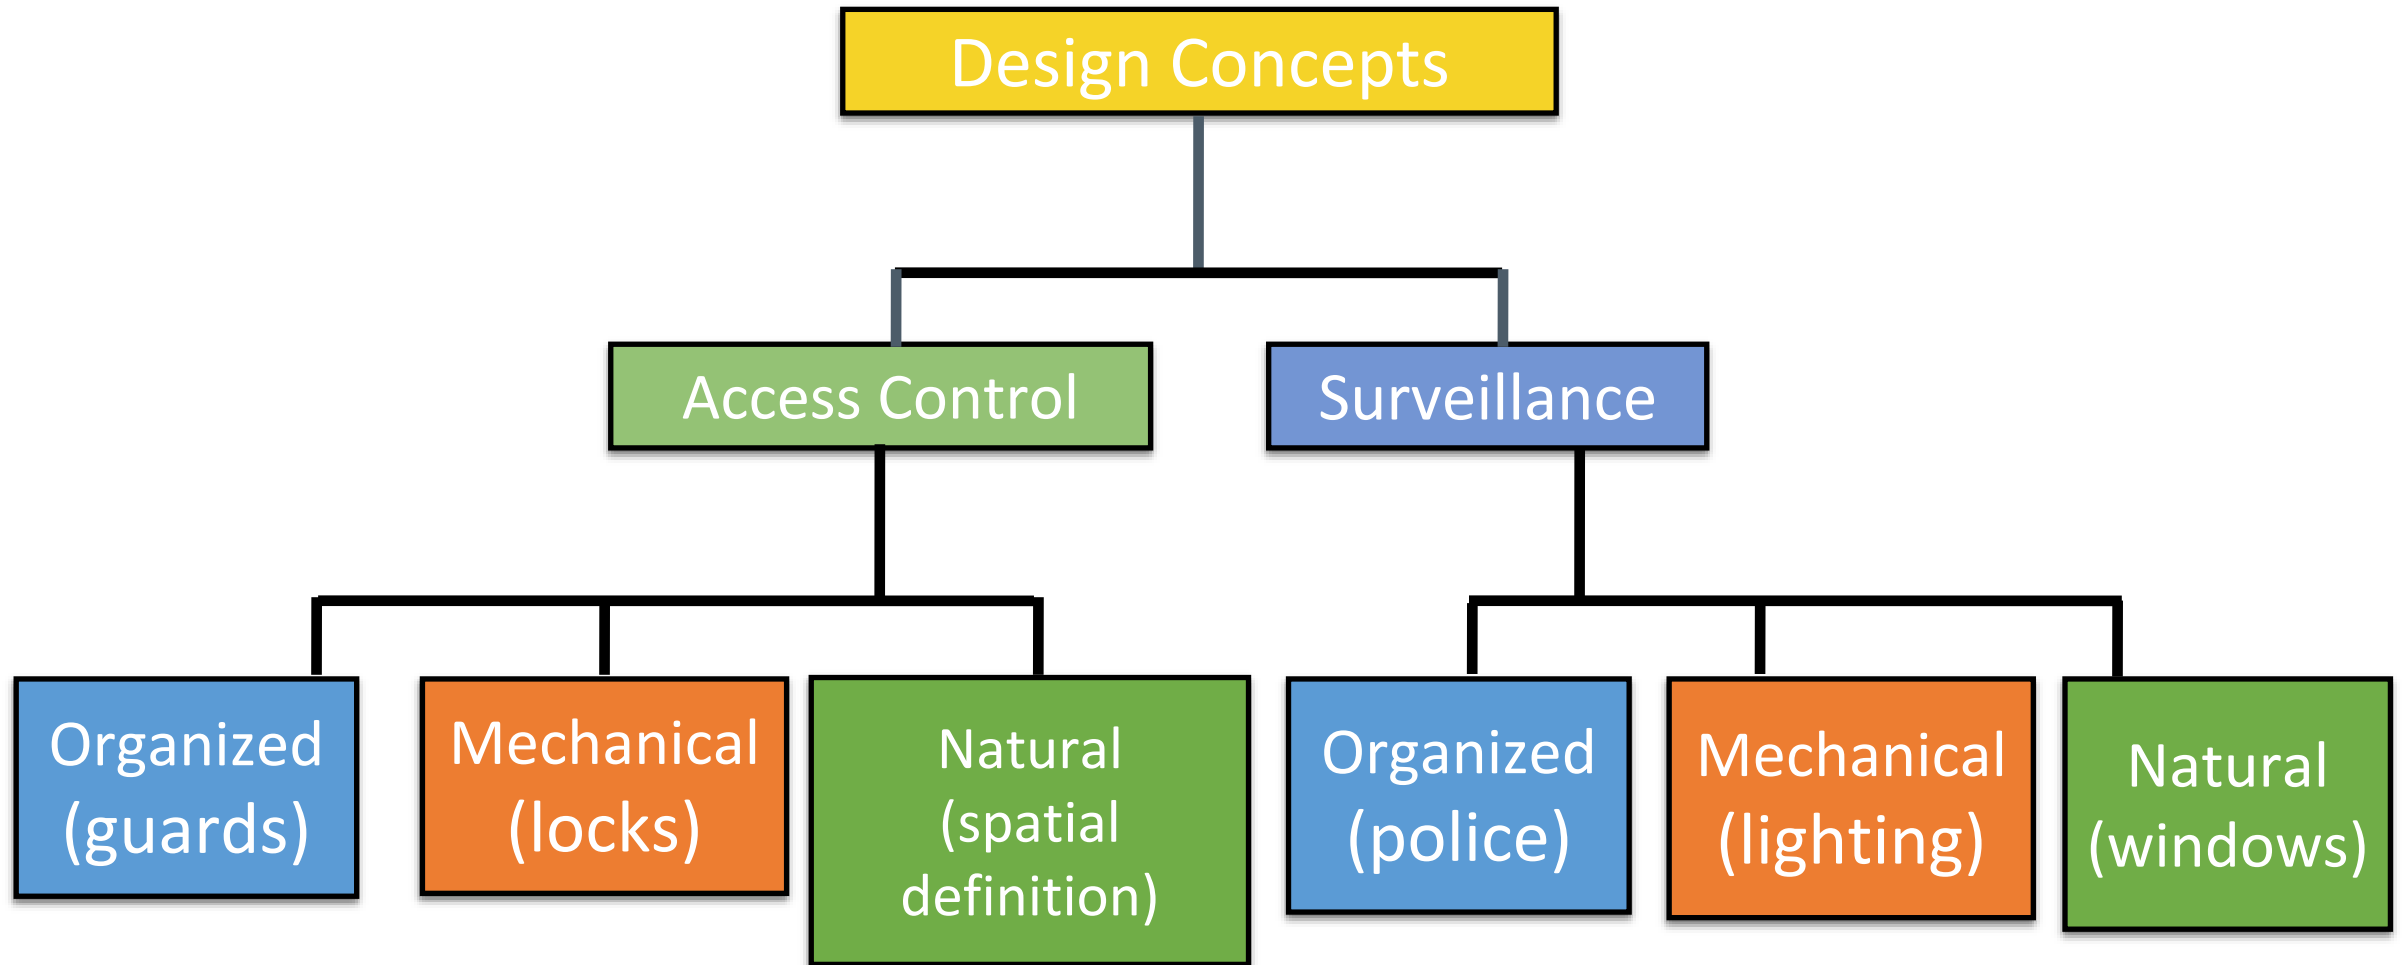 Design Concepts
Access Control
Surveillance
Organized
(guards)
Mechanical
(locks)
Natural
(spatial
definition)
Organized
(police)
Mechanical
(lighting)
Natural
(windows)